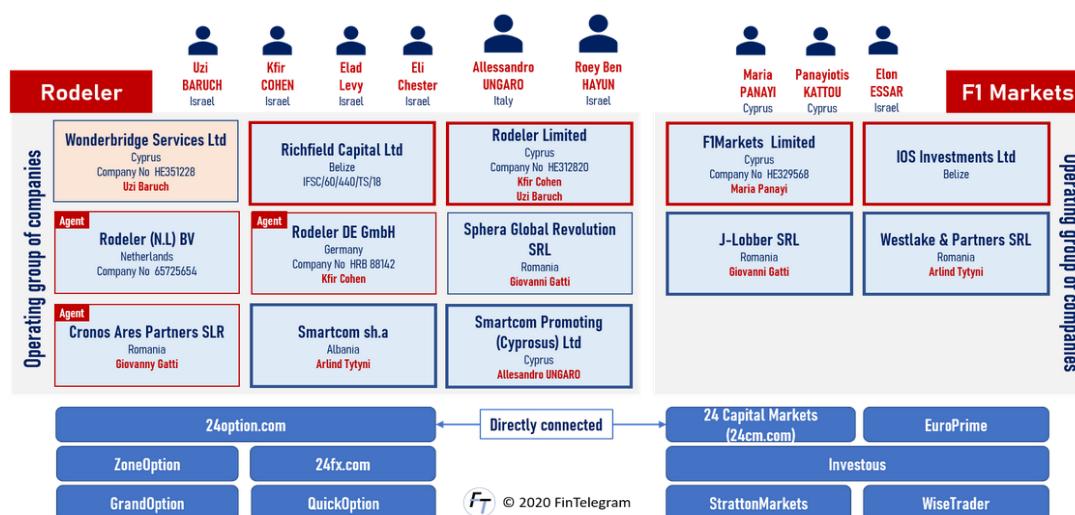 Rodeler
Uzi
BARUCH
Israel
Kfir
COHEN
Israel
Elad
Levy
Israel
Eli
Chester
Israel
Allessandro
UNGARO
Italy
Roey Ben
HAYUN
Israel
Maria
PANAYI
Cyprus
Panayiotis
KATTOU
Cyprus
Elon
ESSAR
Israel
F1 Markets
Operating group of companies
Wonderbridge Services Ltd
Cyprus
Company No HE351228
Uzi Baruch
Richfield Capital Ltd
Belize
IFSC/60/440/TS/18
Rodeler Limited
Cyprus
Company No HE312820
Kfir Cohen
Uzi Baruch
F1Markets Limited
Cyprus
Company No HE329568
Maria Panayi
IOS Investments Ltd
Belize
Operating group of companies
Agent
Rodeler (N.L) BV
Netherlands
Company No 65725654
Agent
Rodeler DE GmbH
Germany
Company No HRB 88142
Kfir Cohen
Sphera Global Revolution
SRL
Romania
Giovanni Gatti
J-Lobber SRL
Romania
Giovanni Gatti
Westlake & Partners SRL
Romania
Arlind Tytyni
Agent
Cronos Ares Partners SLR
Romania
Giovanny Gatti
Smartcom sh.a
Albania
Arlind Tytyni
Smartcom Promoting
(Cyprosus) Ltd
Cyprus
Allesandro UNGARO
24option.com
Directly connected
24 Capital Markets
(24cm.com)
EuroPrime
ZoneOption
24fx.com
Investous
GrandOption
QuickOption
FT © 2020 FinTelegram
StrattonMarkets
WiseTrader